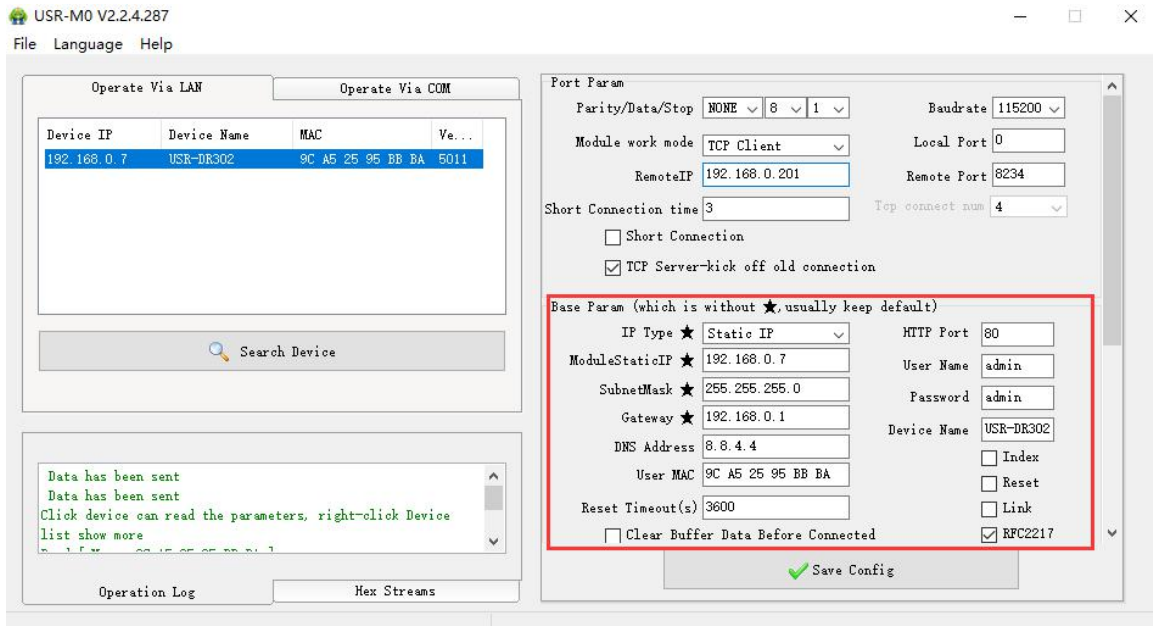 USR-M0 V2.2.4.287
File Language Help
Operate Via LAN
Operate Via COM
Device IP Device Name MAC Ve...
192.168.0.7 USR-DR302 9C A5 25 95 BB BA 5011
Search Device
Data has been sent
Data has been sent
Click device can read the parameters, right-click Device
list show more
Operation Log
Hex Streams
Port Param
Parity/Data/Stop NONE 8 1 Baudrate 115200
Module work mode TCP Client Local Port 0
RemoteIP 192.168.0.201 Remote Port 8234
Short Connection time 3 Tcp connect num 4
Short Connection
TCP Server-kick off old connection
Base Param (which is without ★,usually keep default)
IP Type ★ Static IP HTTP Port 80
ModuleStaticIP ★ 192.168.0.7 User Name admin
SubnetMask ★ 255.255.255.0 Password admin
Gateway ★ 192.168.0.1 Device Name USR-DR302
DNS Address 8.8.4.4 Index
User MAC 9C A5 25 95 BB BA Reset
Reset Timeout(s) 3600 Link
Clear Buffer Data Before Connected RFC2217
Save Config